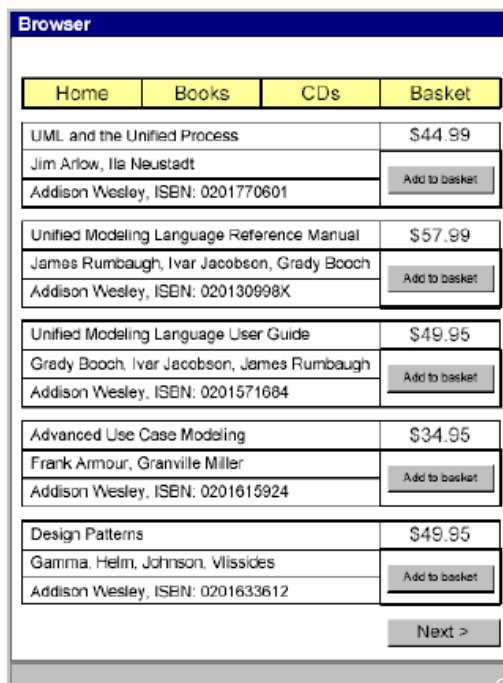 Browser
Home Books CDs Basket
UML and the Unified Process $44.99
Jim Arlow, Ila Neustadt
Add to basket
Addison Wesley, ISBN: 0201770601
Unified Modeling Language Reference Manual $57.99
James Rumbaugh, Ivar Jacobson, Grady Booch
Add to basket
Addison Wesley, ISBN: 020130998X
Unified Modeling Language User Guide $49.95
Grady Booch, Ivar Jacobson, James Rumbaugh
Add to basket
Addison Wesley, ISBN: 0201571684
Advanced Use Case Modeling $34.95
Frank Armour, Granville Miller
Add to basket
Addison Wesley, ISBN: 0201615924
Design Patterns $49.95
Gamma, Helm, Johnson, Vlissides
Add to basket
Addison Wesley, ISBN: 0201633612
Next >